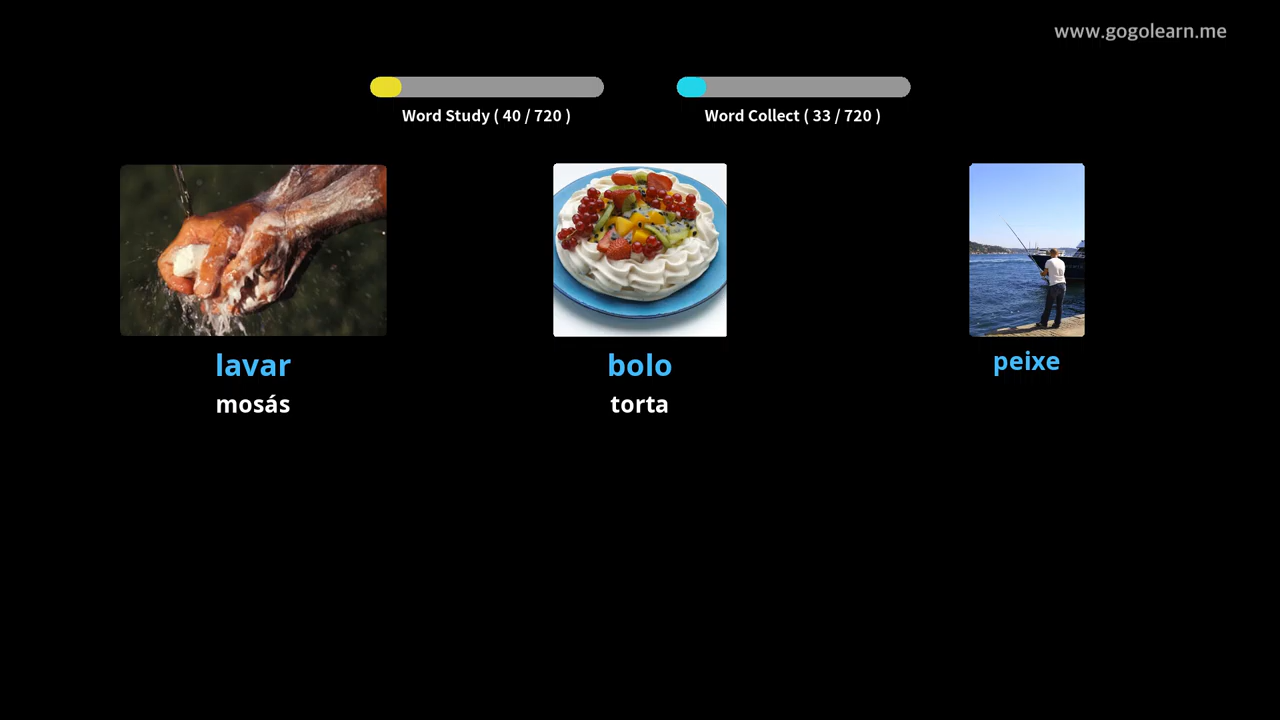 www.gogolearn.me
Word Study ( 40 / 720 )
Word Collect ( 33 / 720 )
lavar
mosás
bolo
torta
peixe